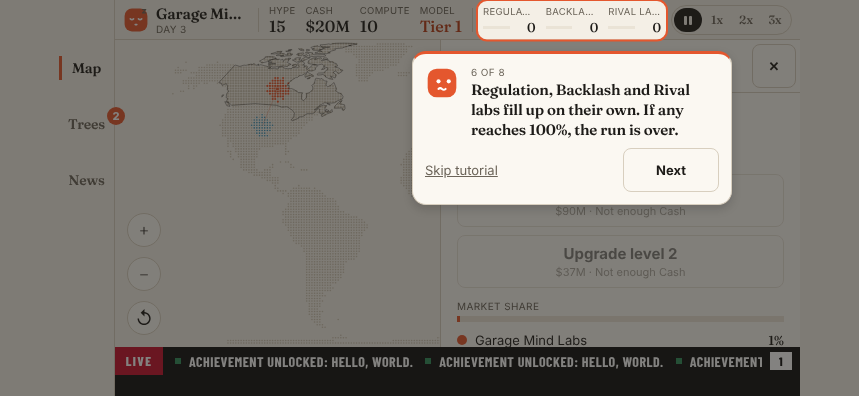 Garage Mi...
DAY 3
HYPE
15
CASH
$20M
COMPUTE
10
MODEL
Tier 1
REGULA...
0
BACKLA...
0
RIVAL LA...
0
1x
2x
3x
Map
Trees
2
News
6 OF 8
Regulation, Backlash and Rival
labs fill up on their own. If any
reaches 100%, the run is over.
Skip tutorial
Next
$90M · Not enough Cash
Upgrade level 2
$37M · Not enough Cash
MARKET SHARE
Garage Mind Labs
1%
LIVE
ACHIEVEMENT UNLOCKED: HELLO, WORLD.
ACHIEVEMENT UNLOCKED: HELLO, WORLD.
ACHIEVEMENT
1